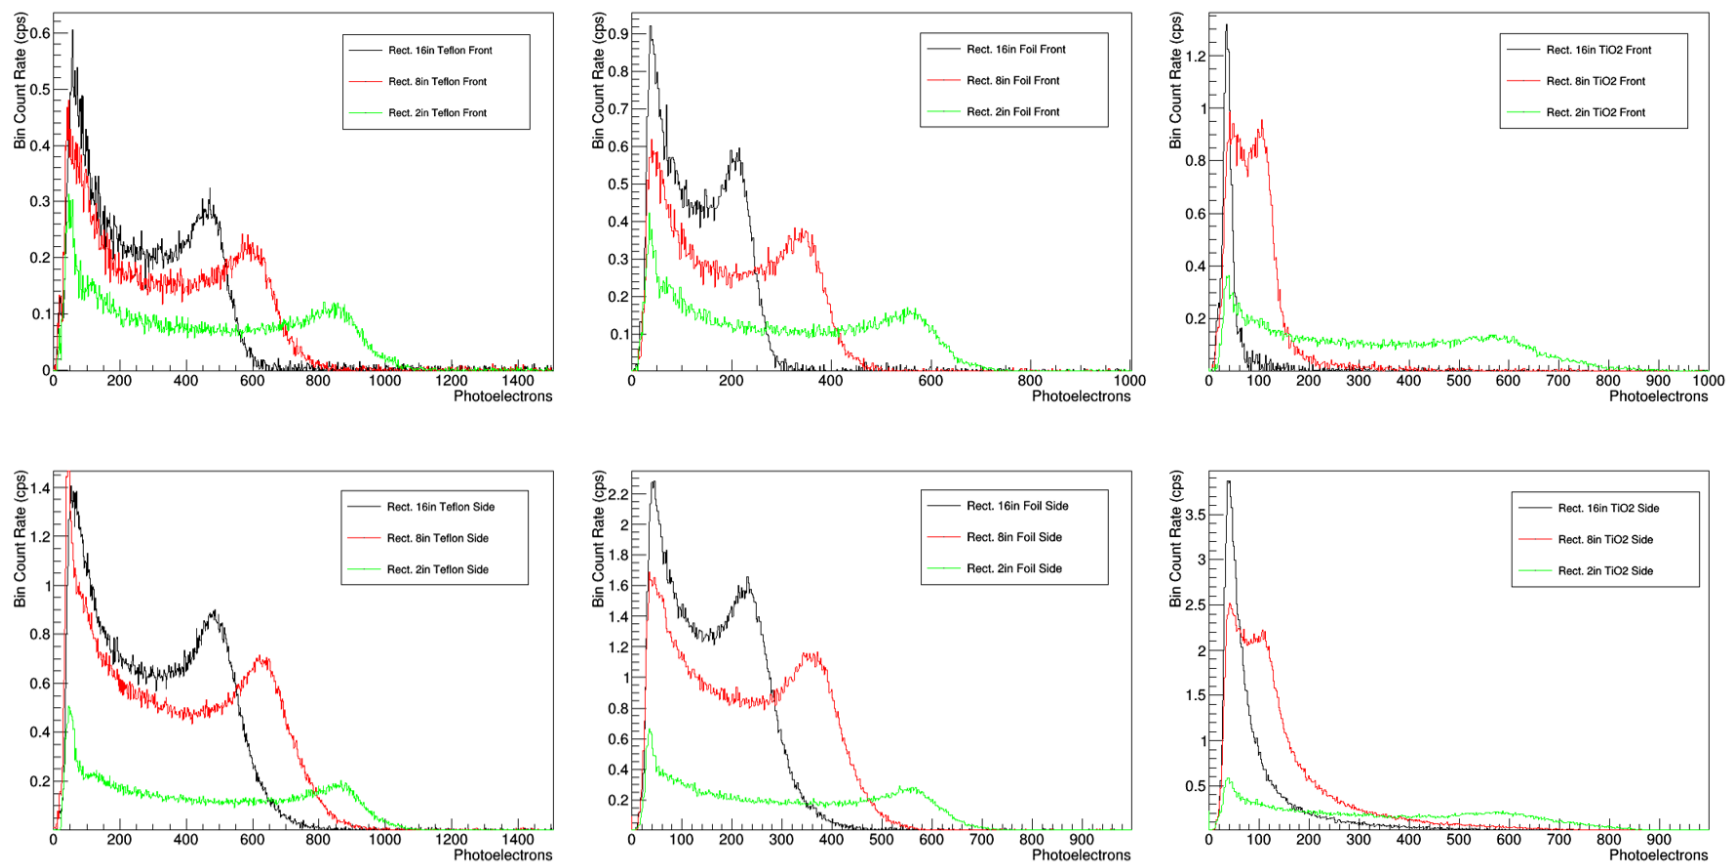 Bin Count Rate (cps)
0.6
0.5
0.4
0.3
0.2
0.1
0
Rect. 16in Teflon Front
Rect. 8in Teflon Front
Rect. 2in Teflon Front
0 200 400 600 800 1000 1200 1400
Photoelectrons
Bin Count Rate (cps)
0.9
0.8
0.7
0.6
0.5
0.4
0.3
0.2
0.1
Rect. 16in Foil Front
Rect. 8in Foil Front
Rect. 2in Foil Front
0 200 400 600 800 1000
Photoelectrons
Bin Count Rate (cps)
1.2
1
0.8
0.6
0.4
0.2
Rect. 16in TiO2 Front
Rect. 8in TiO2 Front
Rect. 2in TiO2 Front
0 100 200 300 400 500 600 700 800 900 1000
Photoelectrons
Bin Count Rate (cps)
1.4
1.2
1
0.8
0.6
0.4
0.2
Rect. 16in Teflon Side
Rect. 8in Teflon Side
Rect. 2in Teflon Side
0 200 400 600 800 1000 1200 1400
Photoelectrons
Bin Count Rate (cps)
2.2
2
1.8
1.6
1.4
1.2
1
0.8
0.6
0.4
0.2
Rect. 16in Foil Side
Rect. 8in Foil Side
Rect. 2in Foil Side
0 100 200 300 400 500 600 700 800 900
Photoelectrons
Bin Count Rate (cps)
3.5
3
2.5
2
1.5
1
0.5
Rect. 16in TiO2 Side
Rect. 8in TiO2 Side
Rect. 2in TiO2 Side
0 100 200 300 400 500 600 700 800 900
Photoelectrons